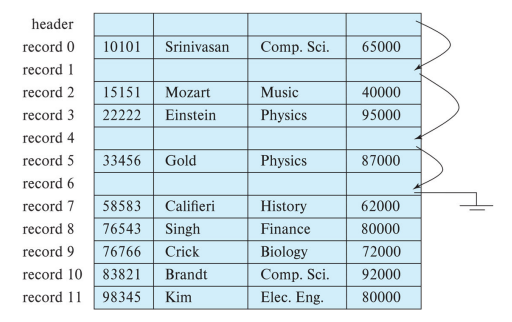 header
record 0 10101 Srinivasan Comp. Sci. 65000
record 1
record 2 15151 Mozart Music 40000
record 3 22222 Einstein Physics 95000
record 4
record 5 33456 Gold Physics 87000
record 6
record 7 58583 Califieri History 62000
record 8 76543 Singh Finance 80000
record 9 76766 Crick Biology 72000
record 10 83821 Brandt Comp. Sci. 92000
record 11 98345 Kim Elec. Eng. 80000